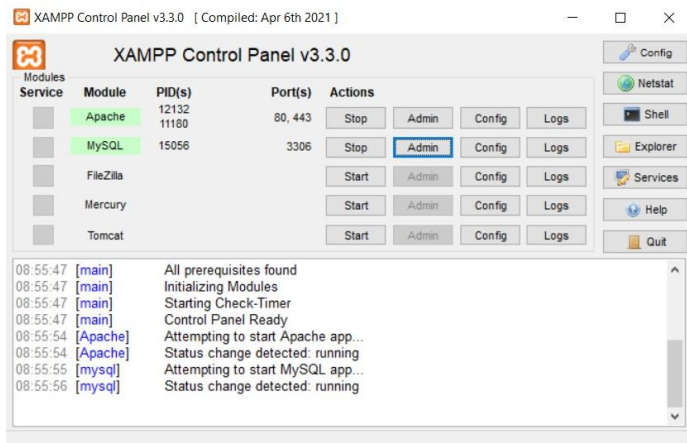 XAMPP Control Panel v3.3.0 [ Compiled: Apr 6th 2021 ]
XAMPP Control Panel v3.3.0
Config
Modules
Service Module PID(s) Port(s) Actions
Netstat
Apache 12132 11180 80, 443 Stop Admin Config Logs
Shell
MySQL 15056 3306 Stop Admin Config Logs
Explorer
FileZilla Start Admin Config Logs
Services
Mercury Start Admin Config Logs
Help
Tomcat Start Admin Config Logs
Quit
08:55:47 [main] All prerequisites found
08:55:47 [main] Initializing Modules
08:55:47 [main] Starting Check-Timer
08:55:47 [main] Control Panel Ready
08:55:54 [Apache] Attempting to start Apache app...
08:55:54 [Apache] Status change detected: running
08:55:55 [mysql] Attempting to start MySQL app...
08:55:56 [mysql] Status change detected: running